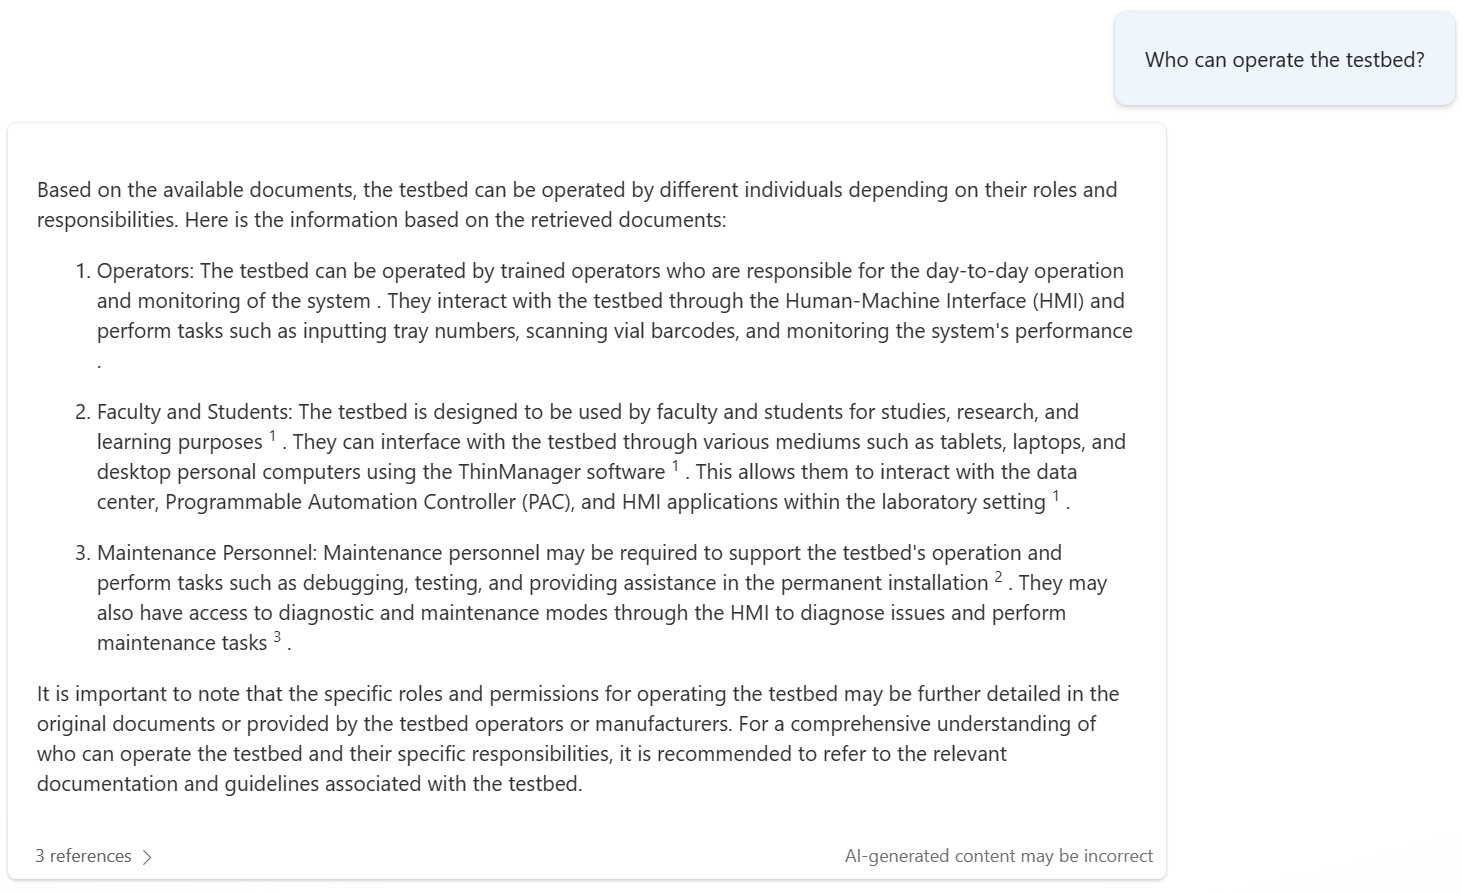 Who can operate the testbed?
Based on the available documents, the testbed can be operated by different individuals depending on their roles and
responsibilities. Here is the information based on the retrieved documents:
1. Operators: The testbed can be operated by trained operators who are responsible for the day-to-day operation
and monitoring of the system . They interact with the testbed through the Human-Machine Interface (HMI) and
perform tasks such as inputting tray numbers, scanning vial barcodes, and monitoring the system's performance
.
2. Faculty and Students: The testbed is designed to be used by faculty and students for studies, research, and
learning purposes 1 . They can interface with the testbed through various mediums such as tablets, laptops, and
desktop personal computers using the ThinManager software 1 . This allows them to interact with the data
center, Programmable Automation Controller (PAC), and HMI applications within the laboratory setting 1 .
3. Maintenance Personnel: Maintenance personnel may be required to support the testbed's operation and
perform tasks such as debugging, testing, and providing assistance in the permanent installation 2 . They may
also have access to diagnostic and maintenance modes through the HMI to diagnose issues and perform
maintenance tasks 3 .
It is important to note that the specific roles and permissions for operating the testbed may be further detailed in the
original documents or provided by the testbed operators or manufacturers. For a comprehensive understanding of
who can operate the testbed and their specific responsibilities, it is recommended to refer to the relevant
documentation and guidelines associated with the testbed.
3 references >
AI-generated content may be incorrect